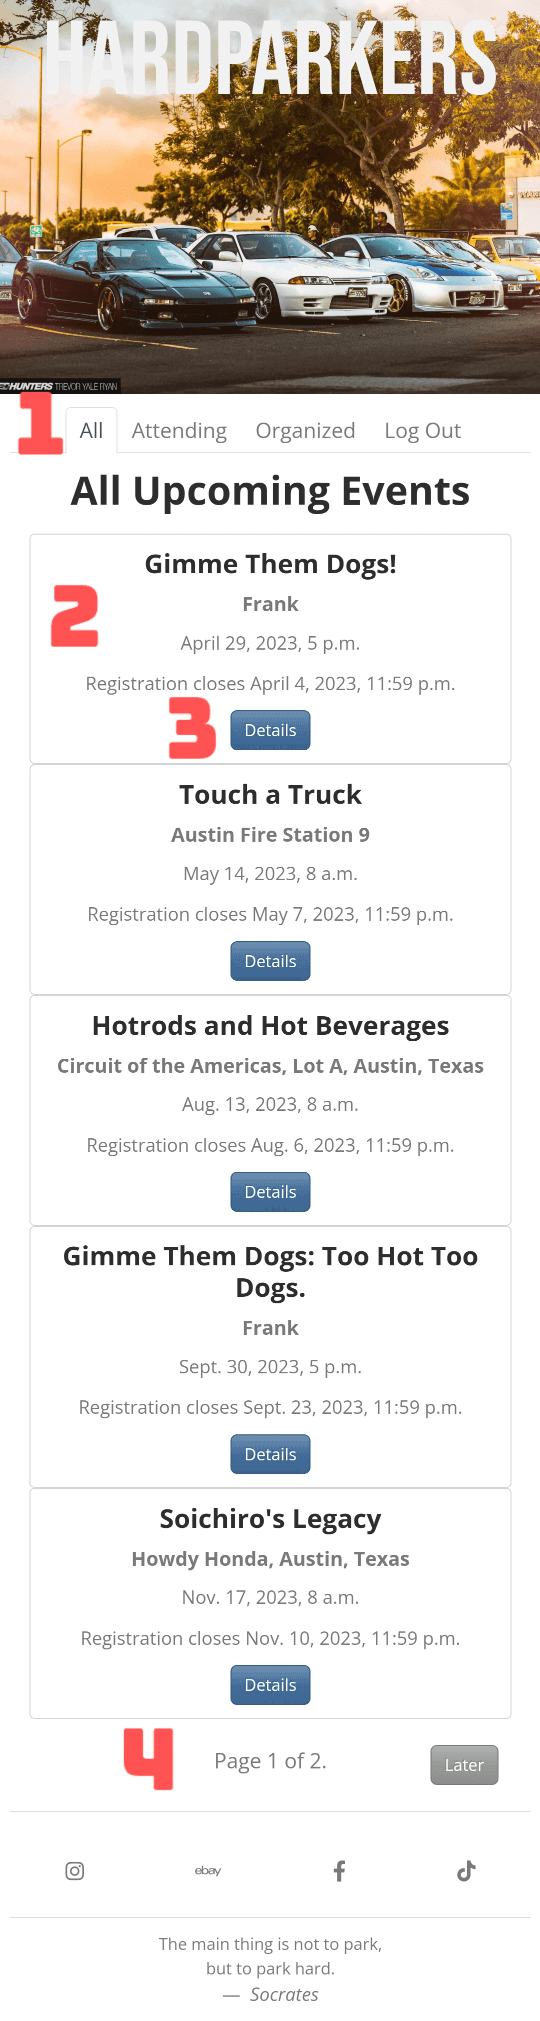 HARDPARKERS
HUNTERS TREVOR YALE RYAN
1
All Attending Organized Log Out
All Upcoming Events
Gimme Them Dogs!
Frank
2
April 29, 2023, 5 p.m.
Registration closes April 4, 2023, 11:59 p.m.
3
Details
Touch a Truck
Austin Fire Station 9
May 14, 2023, 8 a.m.
Registration closes May 7, 2023, 11:59 p.m.
Details
Hotrods and Hot Beverages
Circuit of the Americas, Lot A, Austin, Texas
Aug. 13, 2023, 8 a.m.
Registration closes Aug. 6, 2023, 11:59 p.m.
Details
Gimme Them Dogs: Too Hot Too
Dogs.
Frank
Sept. 30, 2023, 5 p.m.
Registration closes Sept. 23, 2023, 11:59 p.m.
Details
Soichiro's Legacy
Howdy Honda, Austin, Texas
Nov. 17, 2023, 8 a.m.
Registration closes Nov. 10, 2023, 11:59 p.m.
Details
4
Page 1 of 2.
Later
ebay
The main thing is not to park,
but to park hard.
— Socrates